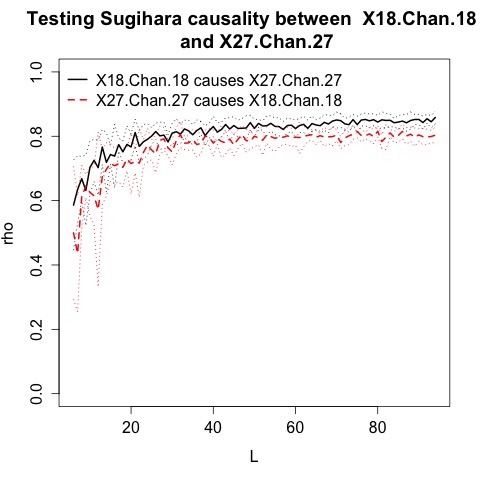 Testing Sugihara causality between X18.Chan.18
and X27.Chan.27
X18.Chan.18 causes X27.Chan.27
X27.Chan.27 causes X18.Chan.18
1.0
0.8
0.6
0.4
0.2
0.0
rho
20 40 60 80
L